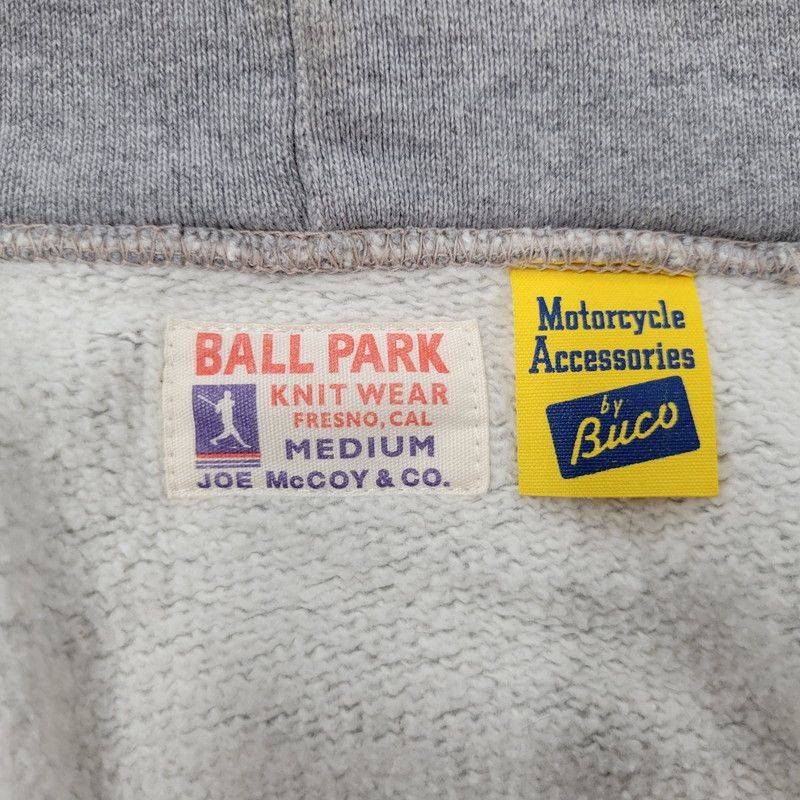 BALL PARK
KNIT WEAR
FRESNO, CAL
MEDIUM
JOE McCOY & CO.
Motorcycle
Accessories
by
Buco